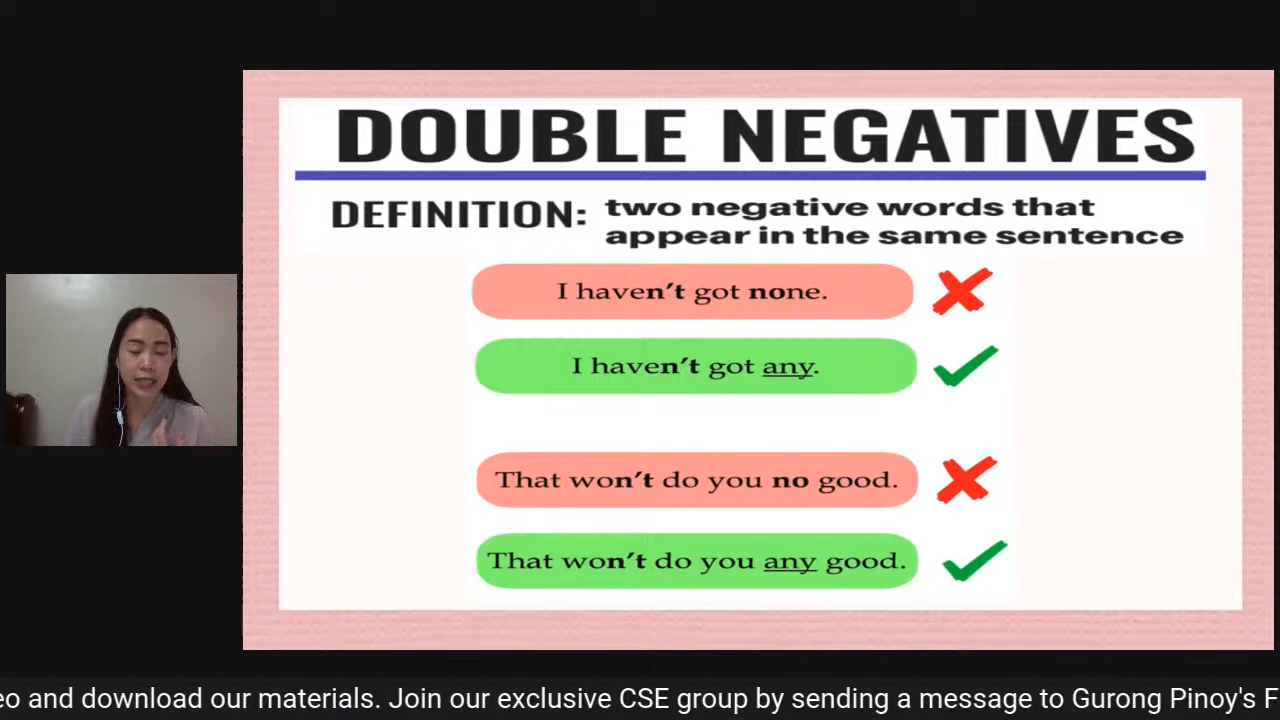 DOUBLE NEGATIVES
DEFINITION: two negative words that
appear in the same sentence
I haven't got none.
I haven't got any.
That won't do you no good.
That won't do you any good.
and download our materials. Join our exclusive CSE group by sending a message to Gurong Pinoy's